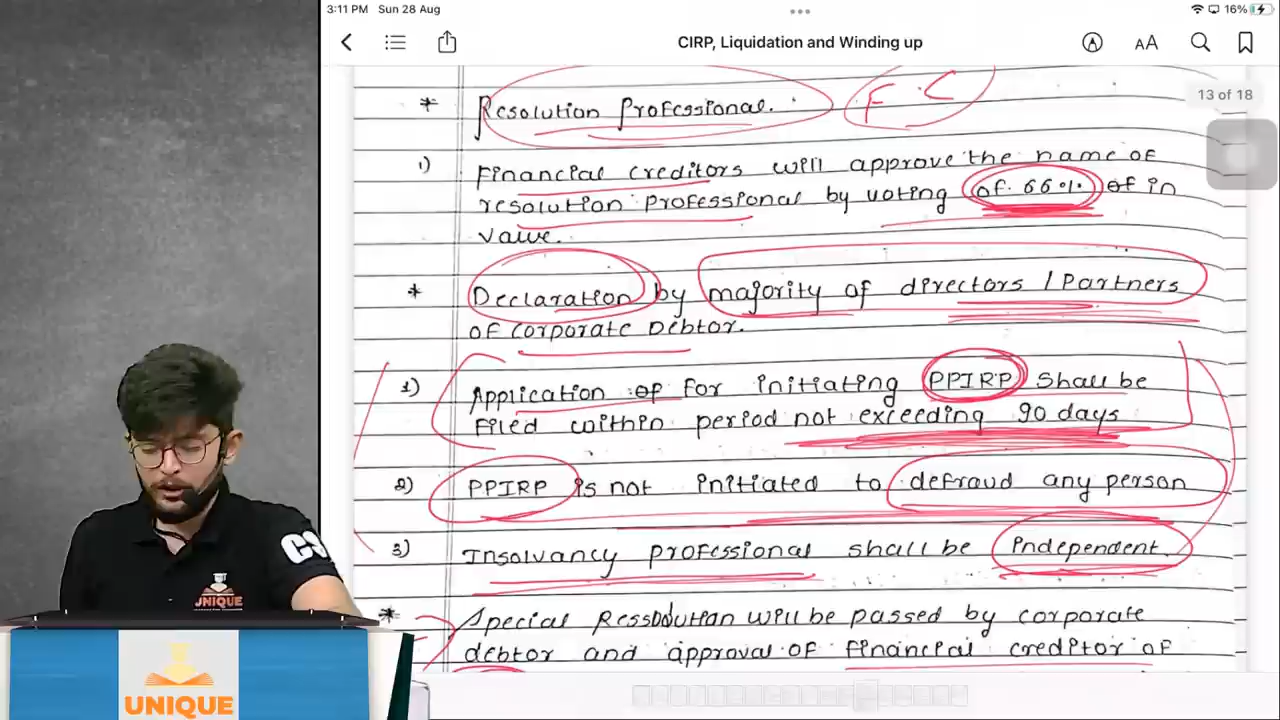 3:11 PM Sun 28 Aug
16%
CIRP, Liquidation and Winding up
AA
13 of 18
* Resolution Professional. F.C
1) Financial creditors will approve the name of
resolution professional by voting of 66% of in
value.
* Declaration by majority of directors / Partners
of corporate Debtor.
1) Application of for initiating PPIRP shall be
filed within period not exceeding 90 days
2) PPIRP is not initiated to defraud any person
3) Insolvancy professional shall be independent.
* Special Ressolution will be passed by corporate
debtor and approval of financial creditor of
C3
UNIQUE
UNIQUE